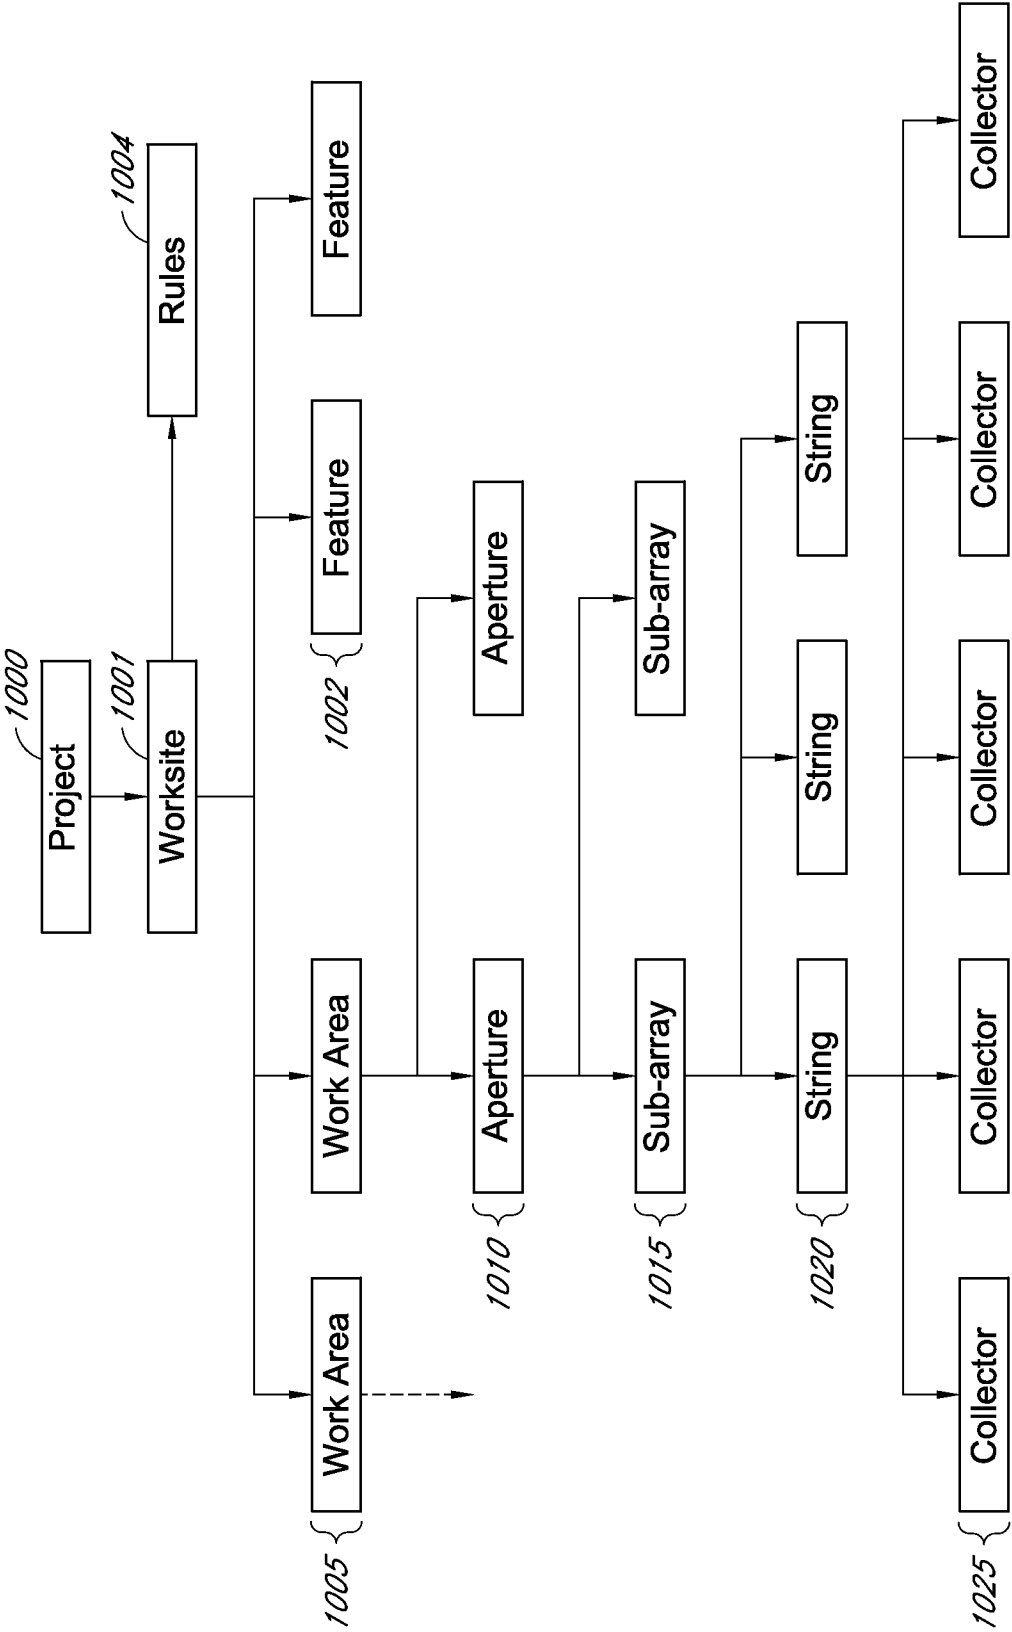 1000
Project
1001
Worksite
1004
Rules
1005
Work Area
Work Area
1002
Feature
Feature
1010
Aperture
Aperture
1015
Sub-array
Sub-array
1020
String
String
String
1025
Collector
Collector
Collector
Collector
Collector